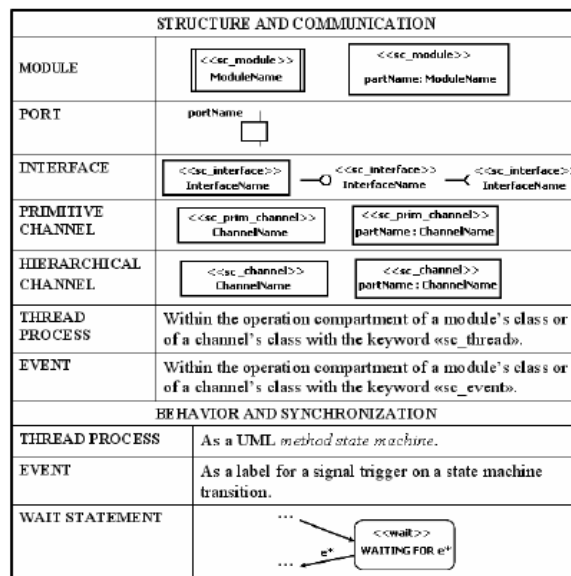 STRUCTURE AND COMMUNICATION
MODULE
<<sc_module>>
ModuleName
<<sc_module>>
partName: ModuleName
PORT
portName
INTERFACE
<<sc_interface>>
InterfaceName
<<sc_interface>>
InterfaceName
<<sc_interface>>
InterfaceName
PRIMITIVE
CHANNEL
<<sc_prim_channel>>
ChannelName
<<sc_prim_channel>>
partName : ChannelName
HIERARCHICAL
CHANNEL
<<sc_channel>>
ChannelName
<<sc_channel>>
partName : ChannelName
THREAD
PROCESS
Within the operation compartment of a module's class or
of a channel's class with the keyword «sc_thread».
EVENT
Within the operation compartment of a module's class or
of a channel's class with the keyword «sc_event».
BEHAVIOR AND SYNCHRONIZATION
THREAD PROCESS
As a UML method state machine.
EVENT
As a label for a signal trigger on a state machine
transition.
WAIT STATEMENT
...
<<wait>>
WAITING FOR e*
e*
...